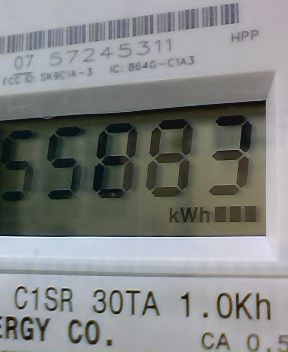 07 57245311
HPP
FCC ID: SK9C1A-3 IC: 864G-C1A3
55883
kWh
C1SR 30TA 1.0Kh
ERGY CO.
CA 0.5